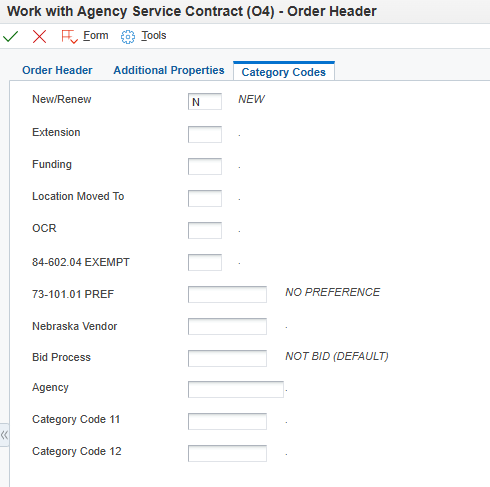 Work with Agency Service Contract (O4) - Order Header
Form Tools
Order Header Additional Properties Category Codes
New/Renew N NEW
Extension .
Funding .
Location Moved To .
OCR .
84-602.04 EXEMPT .
73-101.01 PREF NO PREFERENCE
Nebraska Vendor .
Bid Process NOT BID (DEFAULT)
Agency .
Category Code 11 .
Category Code 12 .